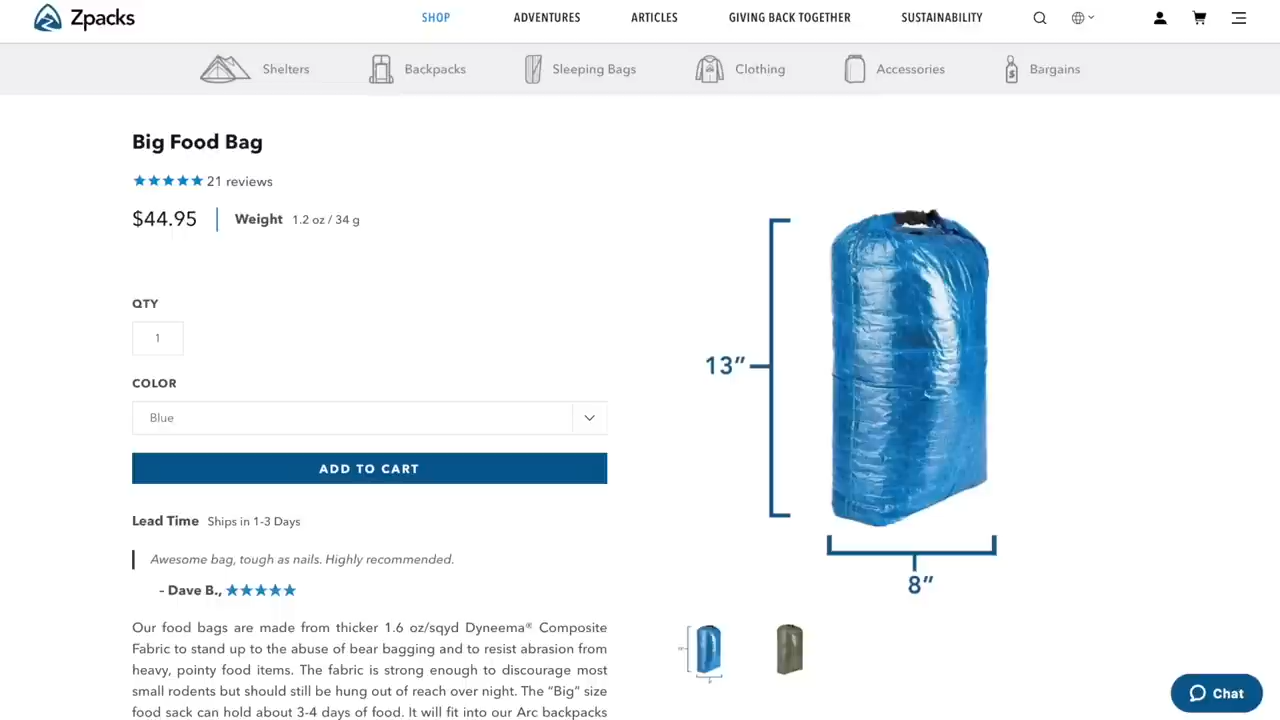 Zpacks
SHOP
ADVENTURES
ARTICLES
GIVING BACK TOGETHER
SUSTAINABILITY
Shelters
Backpacks
Sleeping Bags
Clothing
Accessories
Bargains
Big Food Bag
21 reviews
$44.95
Weight 1.2 oz / 34 g
QTY
1
COLOR
Blue
ADD TO CART
Lead Time Ships in 1-3 Days
Awesome bag, tough as nails. Highly recommended.
– Dave B.,
Our food bags are made from thicker 1.6 oz/sqyd Dyneema® Composite
Fabric to stand up to the abuse of bear bagging and to resist abrasion from
heavy, pointy food items. The fabric is strong enough to discourage most
small rodents but should still be hung out of reach over night. The “Big” size
food sack can hold about 3-4 days of food. It will fit into our Arc backpacks
13”
8”
Chat